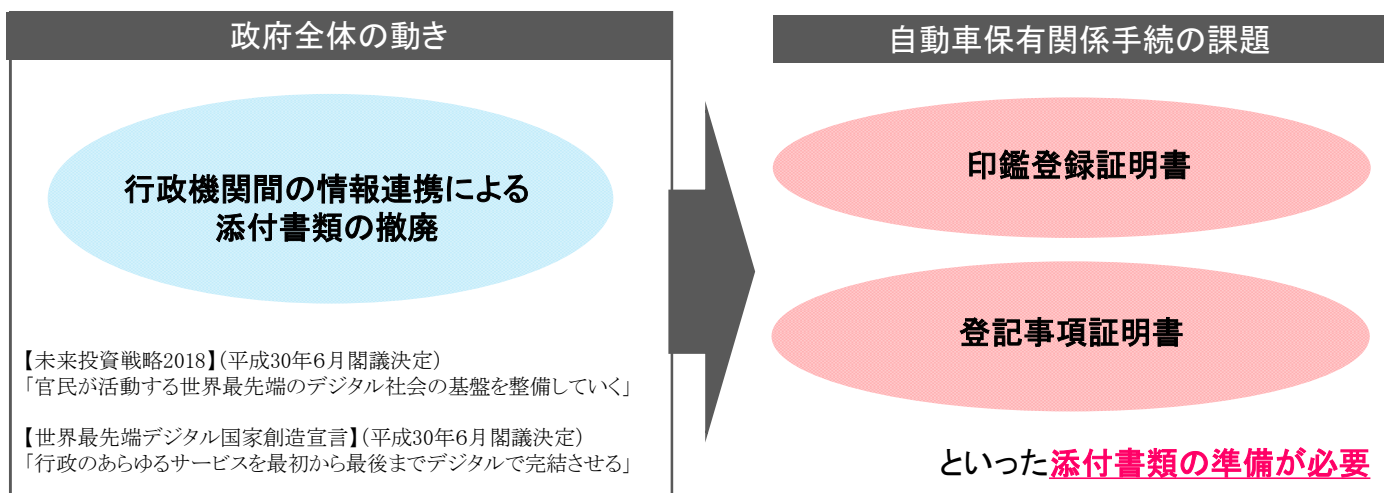 政府全体の動き
行政機関間の情報連携による
添付書類の撤廃
【未来投資戦略2018】(平成30年6月閣議決定)
「官民が活動する世界最先端のデジタル社会の基盤を整備していく」
【世界最先端デジタル国家創造宣言】(平成30年6月閣議決定)
「行政のあらゆるサービスを最初から最後までデジタルで完結させる」
自動車保有関係手続の課題
印鑑登録証明書
登記事項証明書
といった添付書類の準備が必要